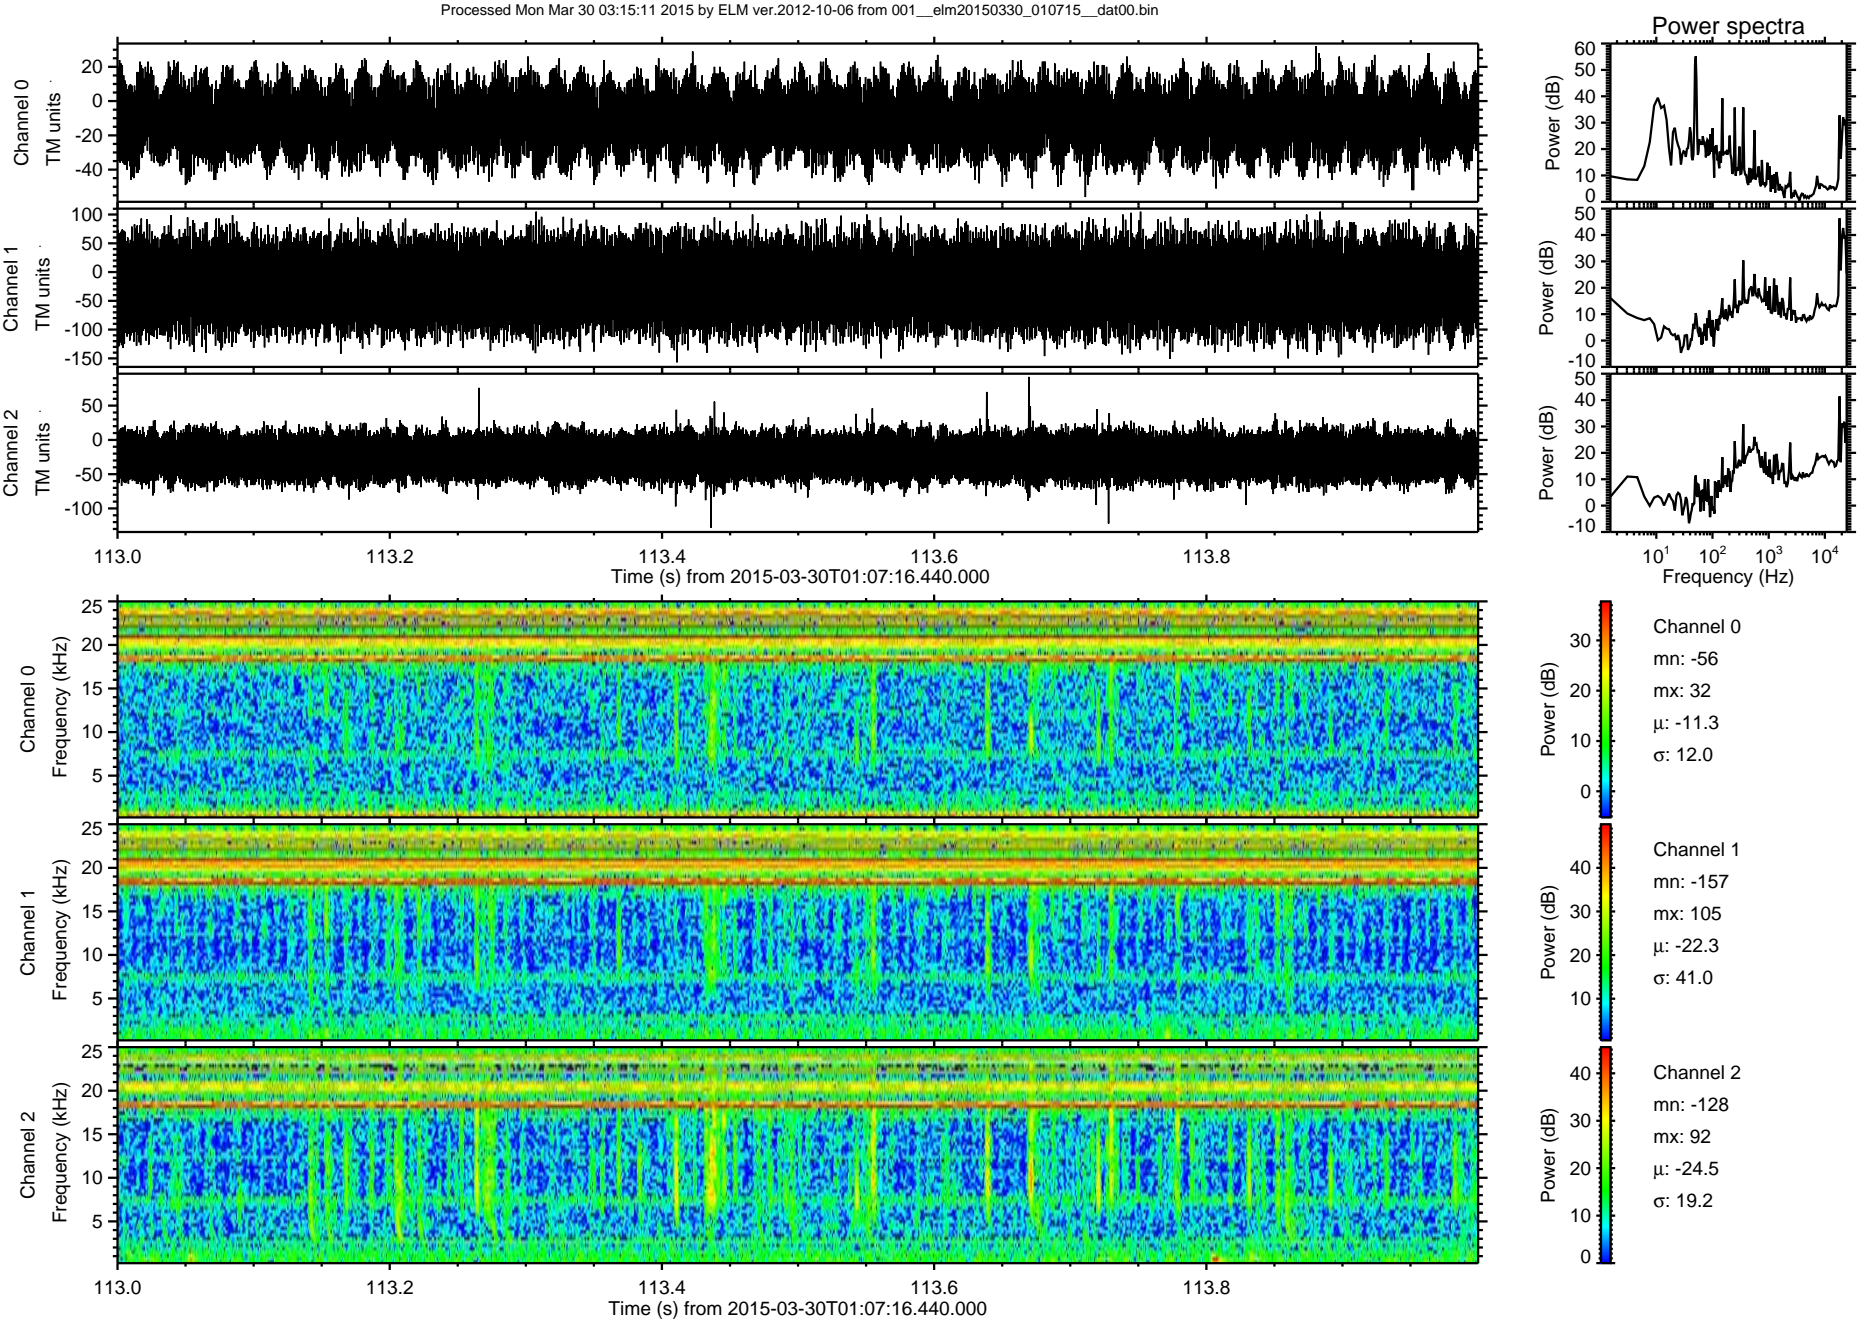 Processed Mon Mar 30 03:15:11 2015 by ELM ver.2012-10-06 from 001__elm20150330_010715__dat00.bin
Power spectra
Channel 0
TM units
20
0
-20
-40
Power (dB)
60
50
40
30
20
10
0
Channel 1
TM units
100
50
0
-50
-100
-150
Power (dB)
50
40
30
20
10
0
-10
Channel 2
TM units
50
0
-50
-100
Power (dB)
50
40
30
20
10
0
-10
113.0 113.2 113.4 113.6 113.8
Time (s) from 2015-03-30T01:07:16.440.000
10¹ 10² 10³ 10⁴
Frequency (Hz)
Channel 0
Frequency (kHz)
25
20
15
10
5
Power (dB)
30
20
10
0
Channel 0
mn: -56
mx: 32
μ: -11.3
σ: 12.0
Channel 1
Frequency (kHz)
25
20
15
10
5
Power (dB)
40
30
20
10
Channel 1
mn: -157
mx: 105
μ: -22.3
σ: 41.0
Channel 2
Frequency (kHz)
25
20
15
10
5
Power (dB)
40
30
20
10
0
Channel 2
mn: -128
mx: 92
μ: -24.5
σ: 19.2
113.0 113.2 113.4 113.6 113.8
Time (s) from 2015-03-30T01:07:16.440.000